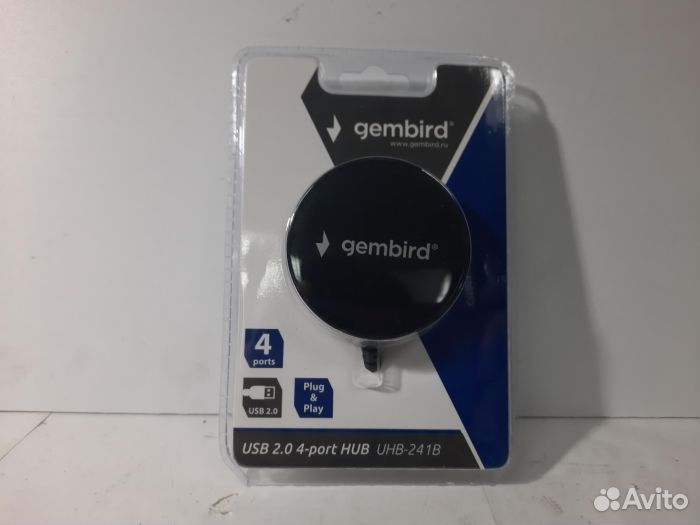 gembird®
www.gembird.ru
gembird®
4
ports
USB 2.0
Plug
&
Play
USB 2.0 4-port HUB UHB-241B
Avito